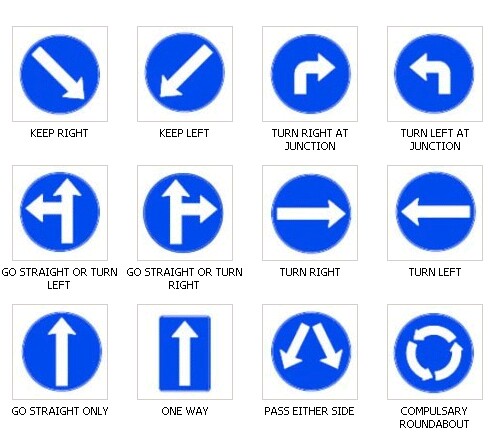 KEEP RIGHT
KEEP LEFT
TURN RIGHT AT
JUNCTION
TURN LEFT AT
JUNCTION
GO STRAIGHT OR TURN
LEFT
GO STRAIGHT OR TURN
RIGHT
TURN RIGHT
TURN LEFT
GO STRAIGHT ONLY
ONE WAY
PASS EITHER SIDE
COMPULSARY
ROUNDABOUT